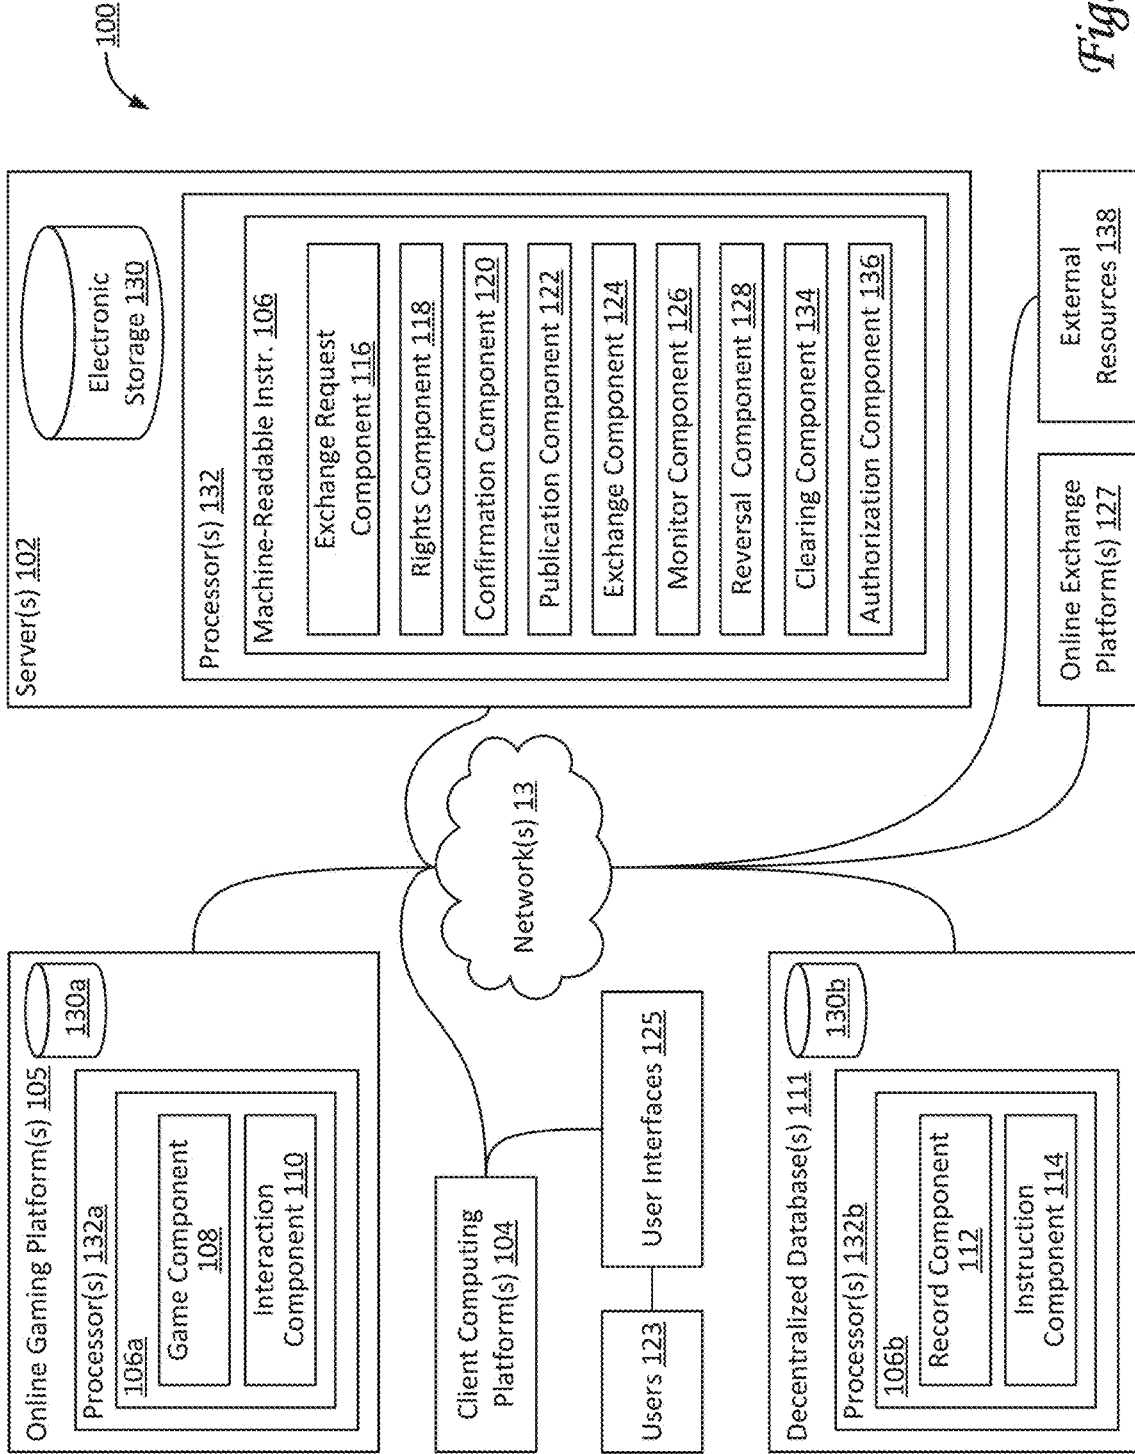 100
Server(s) 102
Electronic
Storage 130
Processor(s) 132
Machine-Readable Instr. 106
Exchange Request
Component 116
Rights Component 118
Confirmation Component 120
Publication Component 122
Exchange Component 124
Monitor Component 126
Reversal Component 128
Clearing Component 134
Authorization Component 136
Online Gaming Platform(s) 105
130a
Processor(s) 132a
106a
Game Component
108
Interaction
Component 110
Network(s) 13
Client Computing
Platform(s) 104
User Interfaces 125
Users 123
Decentralized Database(s) 111
130b
Processor(s) 132b
106b
Record Component
112
Instruction
Component 114
External
Resources 138
Online Exchange
Platform(s) 127